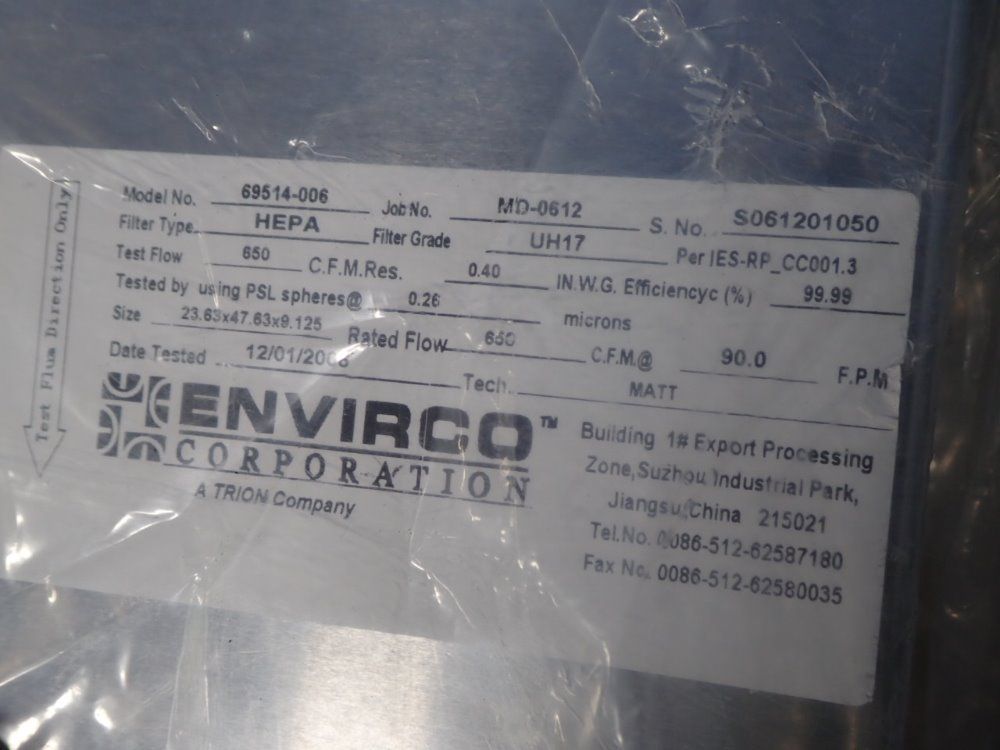 Model No. 69514-006 Job No. MD-0612 S. No. S061201050
Filter Type HEPA Filter Grade UH17 Per IES-RP_CC001.3
Test Flow 650 C.F.M.Res. 0.40 IN.W.G. Efficiencyc (%) 99.99
Tested by using PSL spheres@ 0.26 microns
Size 23.63x47.63x9.125 Rated Flow 650 C.F.M.@ 90.0 F.P.M
Date Tested Tech. MATT
ENVIRCO™
CORPORATION
A TRION Company
Building 1# Export Processing
Zone,Suzhou Industrial Park,
Jiangsu,China 215021
Tel.No. 0086-512-62587180
Fax No. 0086-512-62580035
Test Flua Direction Only